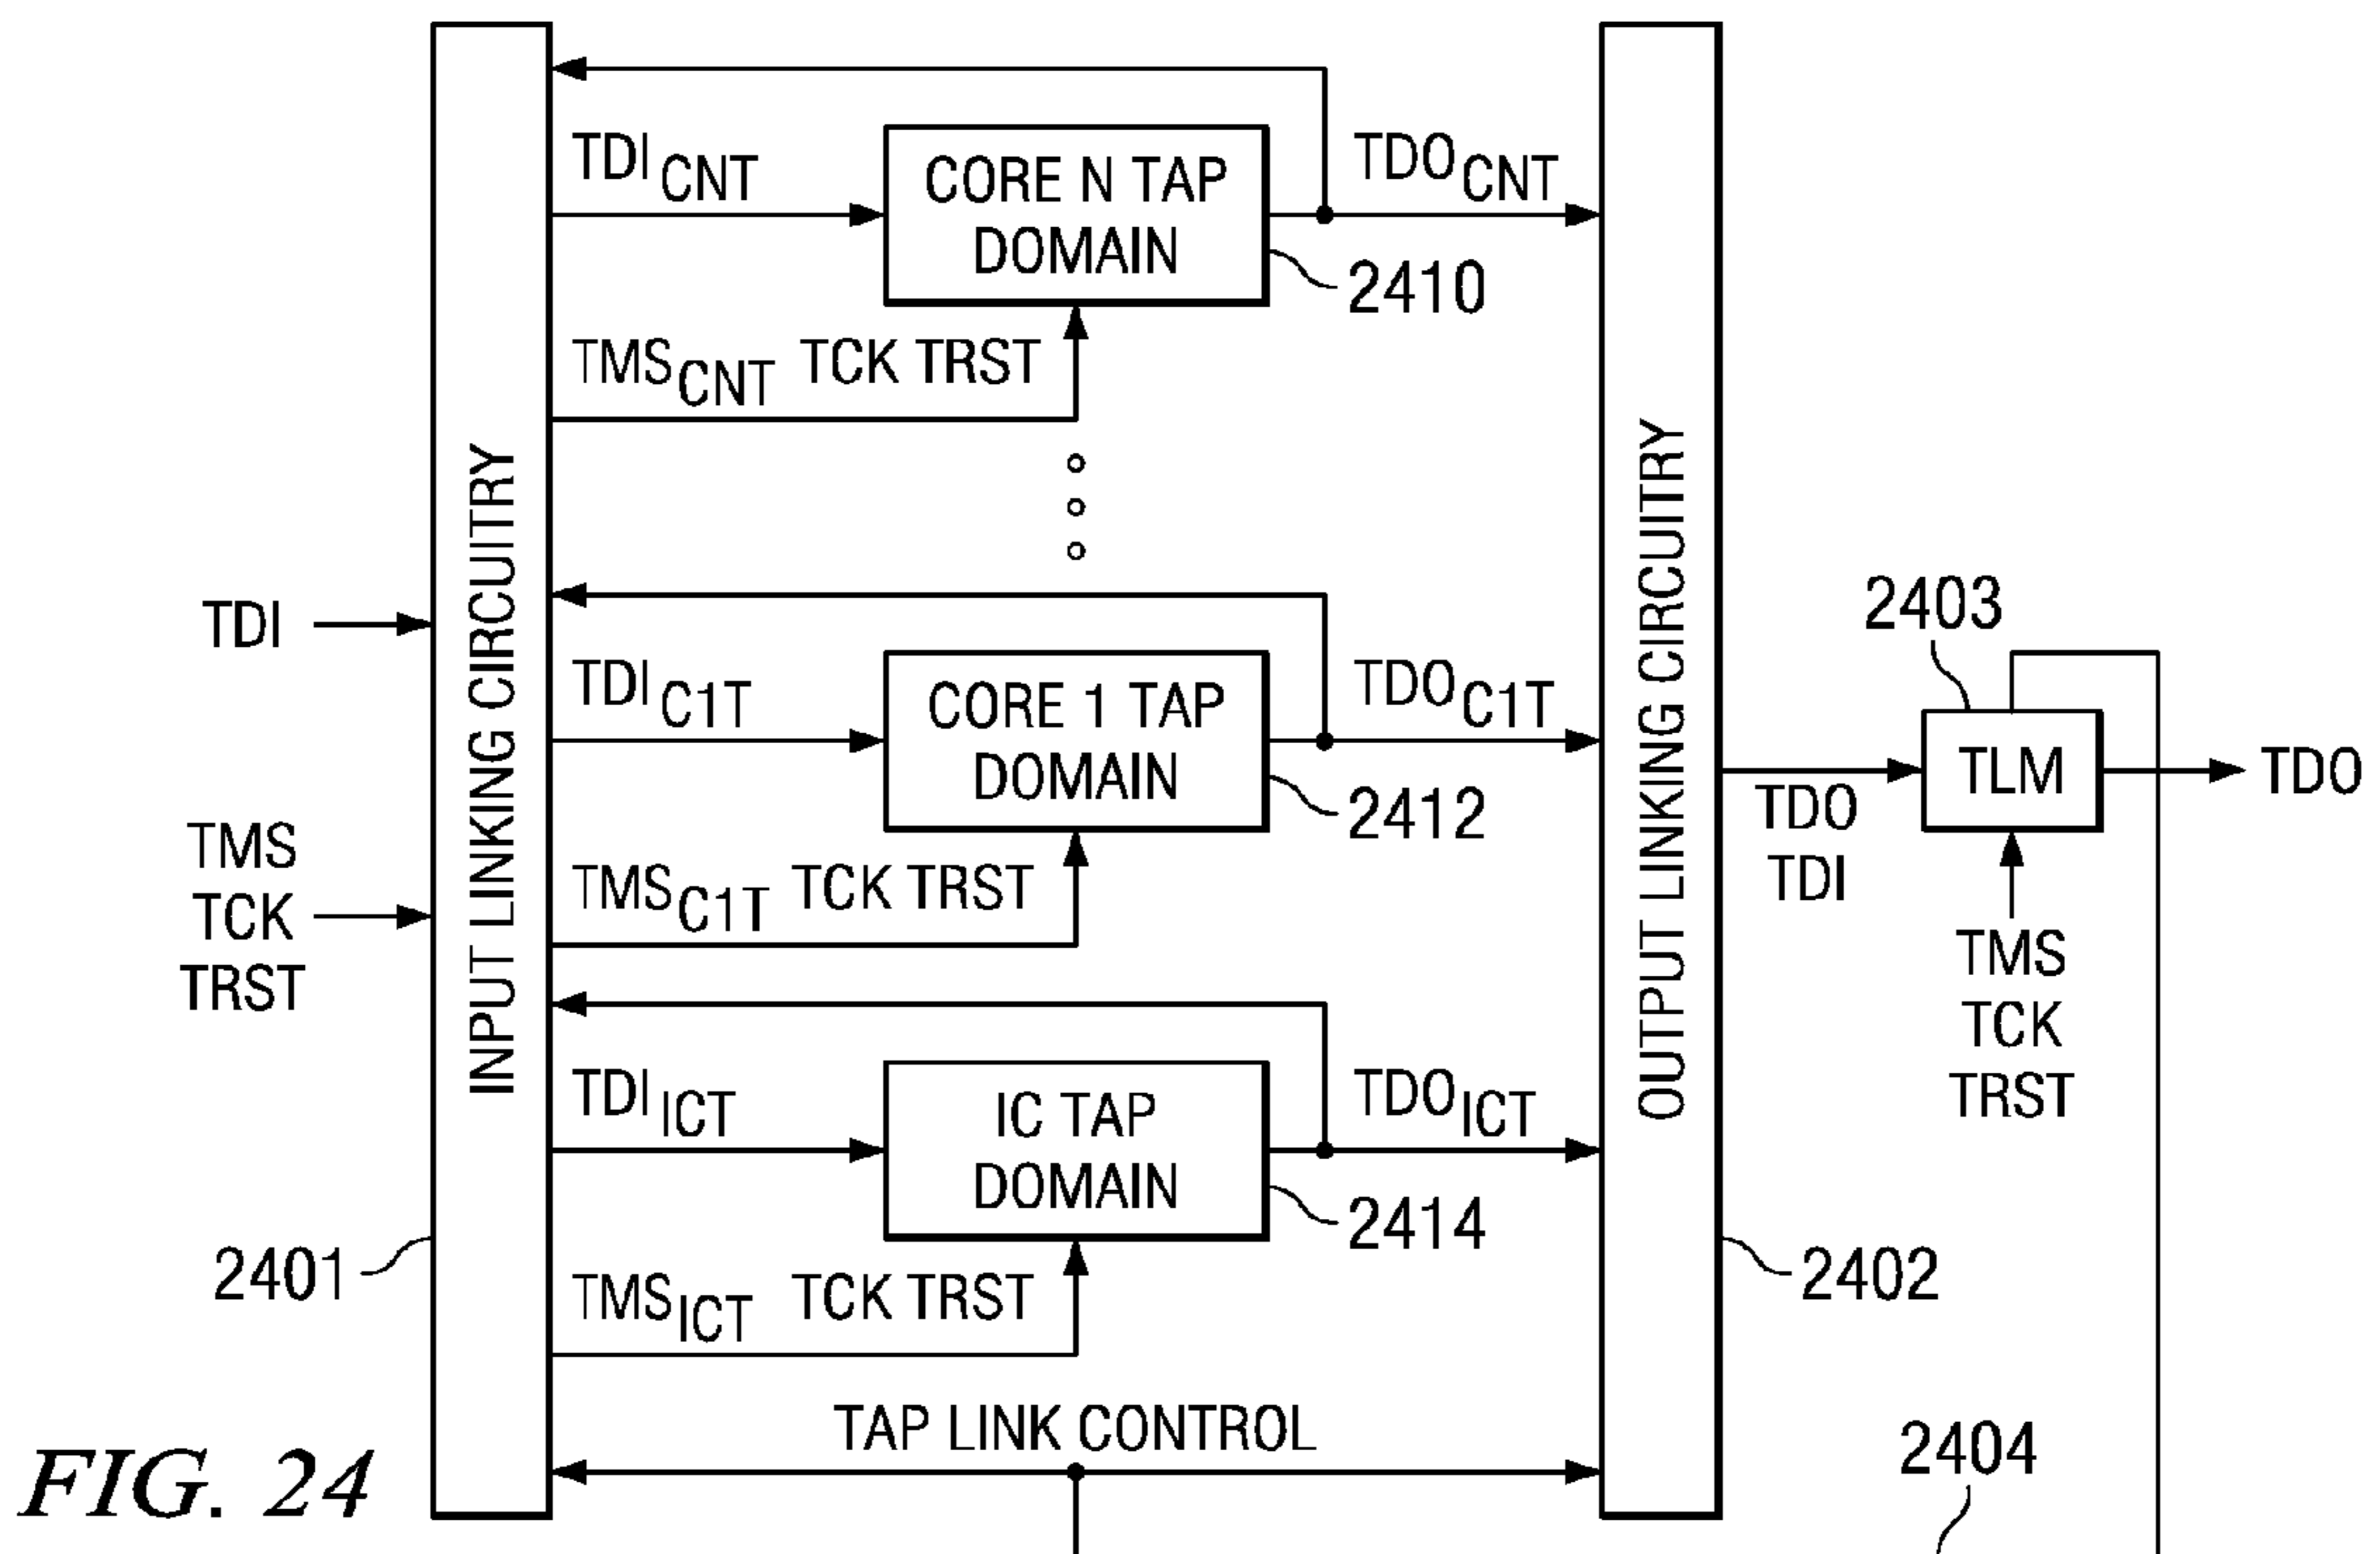 TDI CNT
CORE N TAP
DOMAIN
TDO CNT
2410
TMS CNT TCK TRST
INPUT LINKING CIRCUITRY
OUTPUT LINKING CIRCUITRY
TDI
TDI C1T
CORE 1 TAP
DOMAIN
TDO C1T
2412
TMS C1T TCK TRST
2403
TLM
TDO
TDO
TDI
TMS
TCK
TRST
TMS
TCK
TRST
TDI ICT
IC TAP
DOMAIN
TDO ICT
2414
TMS ICT TCK TRST
2401
2402
TAP LINK CONTROL
2404
FIG. 24